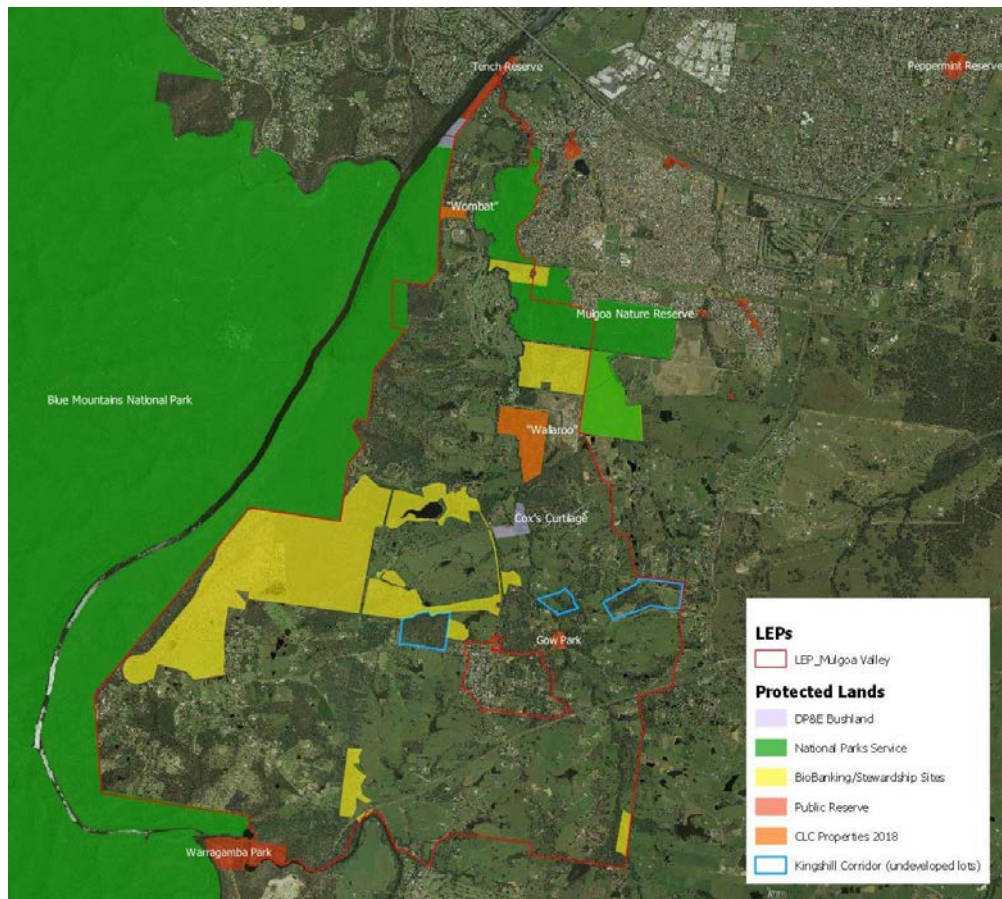 Tench Reserve
Peppermint Reserve
"Wombat"
Mulgoa Nature Reserve
Blue Mountains National Park
"Wallaroo"
Cox's Curtilage
Gow Park
Warragamba Park
LEPs
LEP_Mulgoa Valley
Protected Lands
DP&E Bushland
National Parks Service
BioBanking/Stewardship Sites
Public Reserve
CLC Properties 2018
Kingshill Corridor (undeveloped lots)